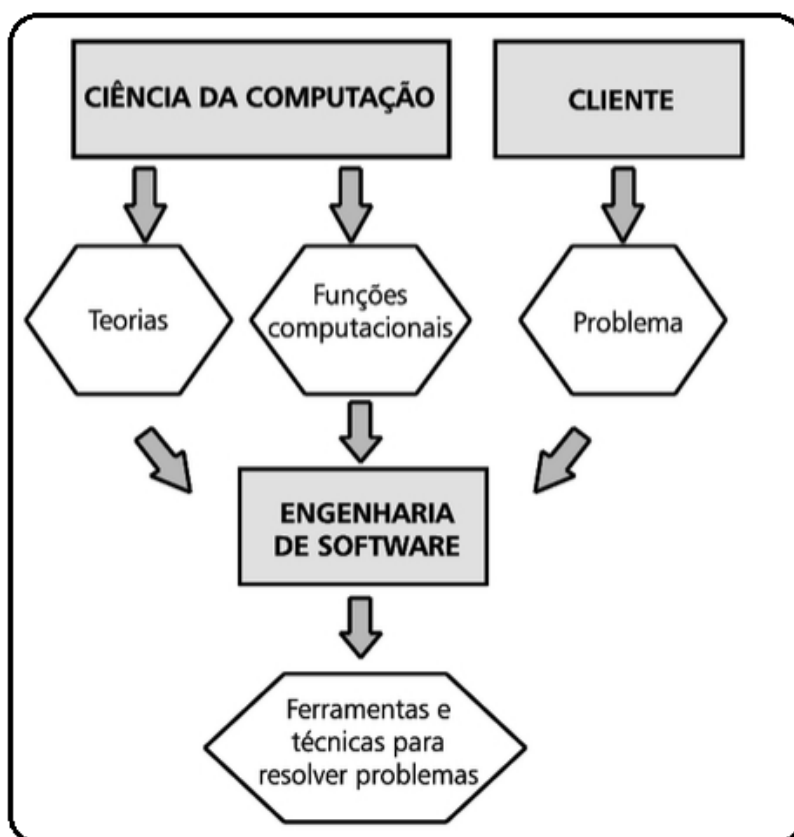 CIÊNCIA DA COMPUTAÇÃO
CLIENTE
Teorias
Funções
computacionais
Problema
ENGENHARIA
DE SOFTWARE
Ferramentas e
técnicas para
resolver problemas